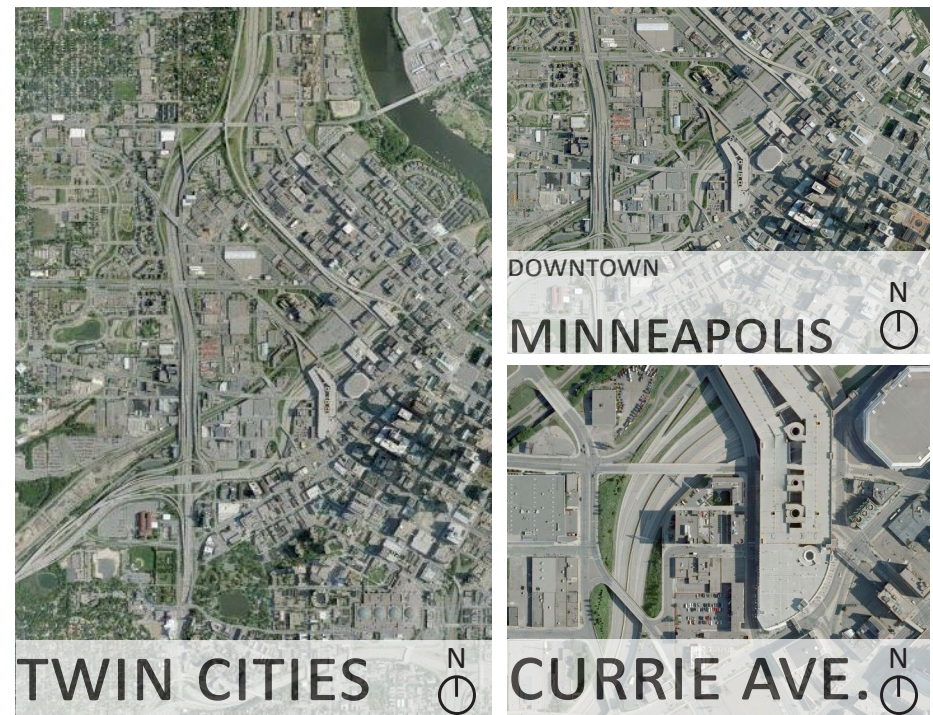 DOWNTOWN
MINNEAPOLIS
N
TWIN CITIES
N
CURRIE AVE.
N